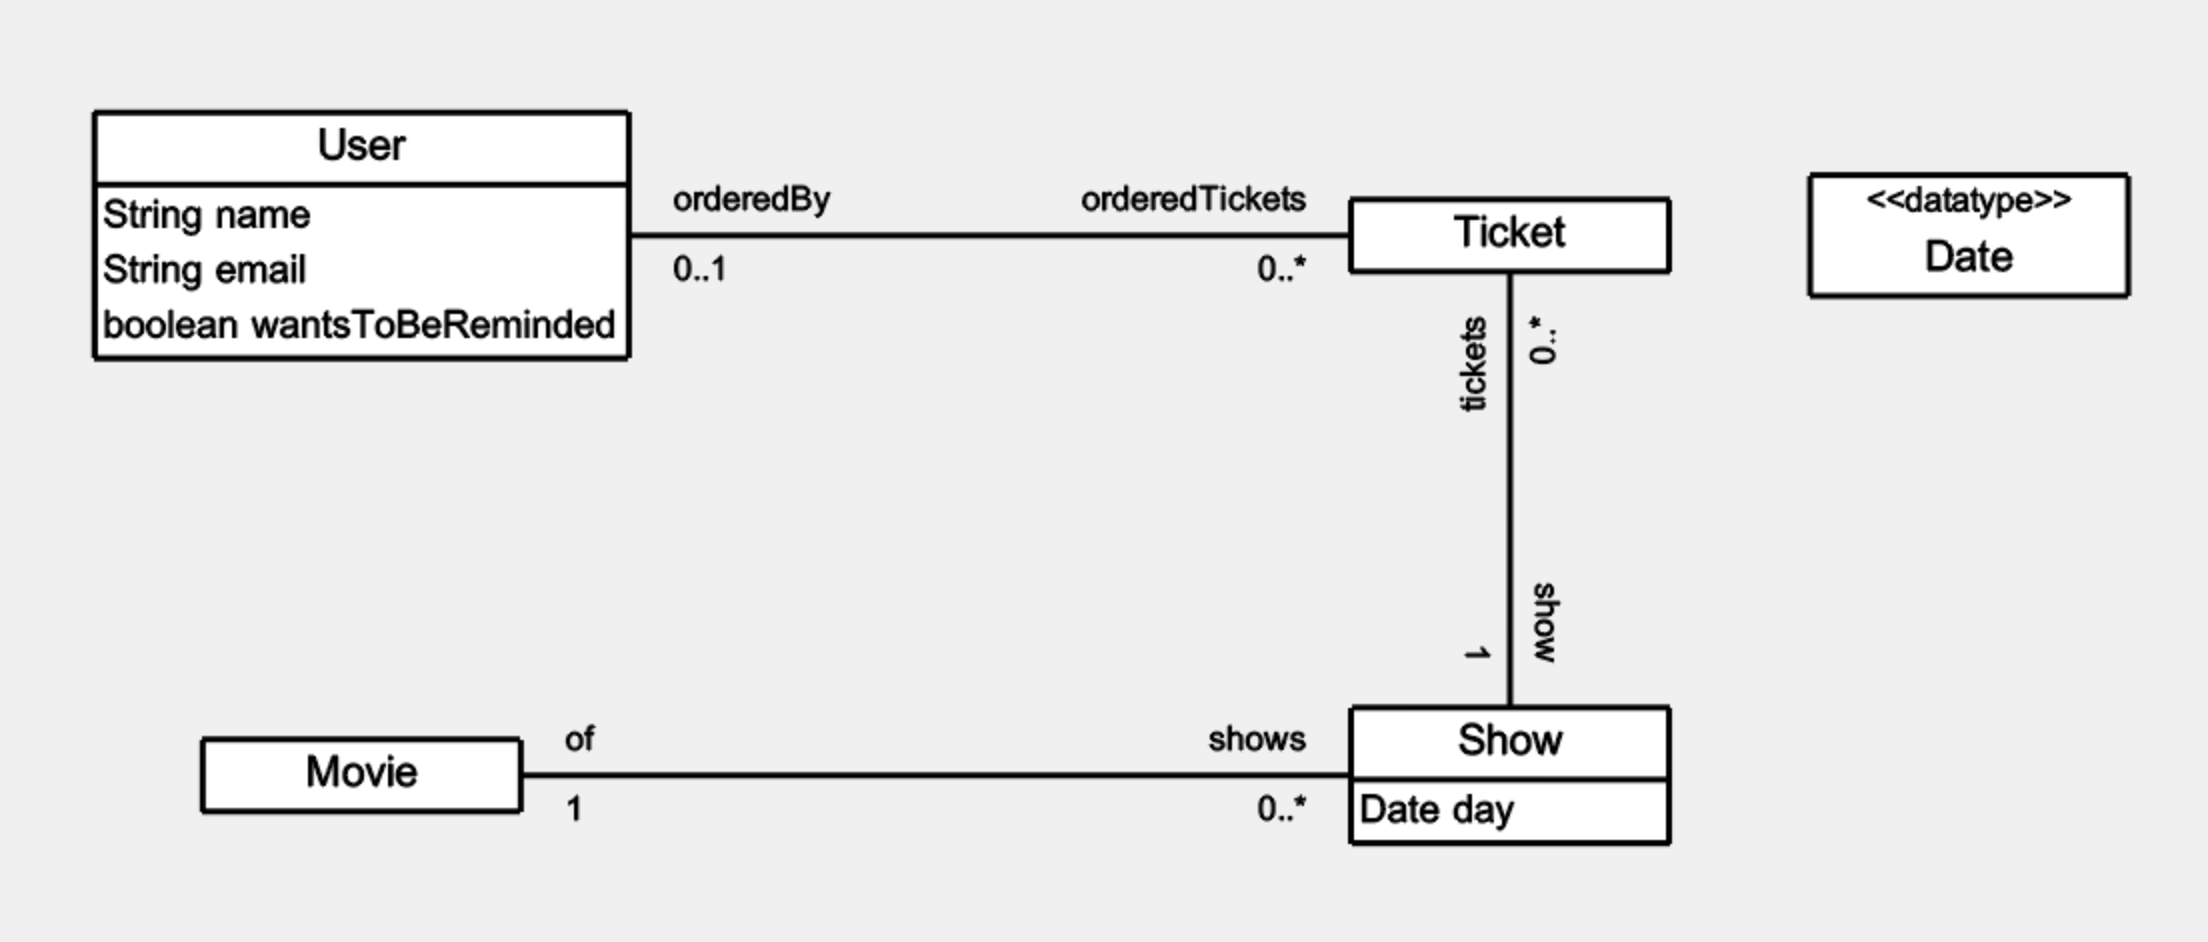 User
String name
String email
boolean wantsToBeReminded
orderedBy
orderedTickets
0..1
0..*
Ticket
<<datatype>>
Date
tickets
0..*
show
1
Movie
of
shows
1
0..*
Show
Date day